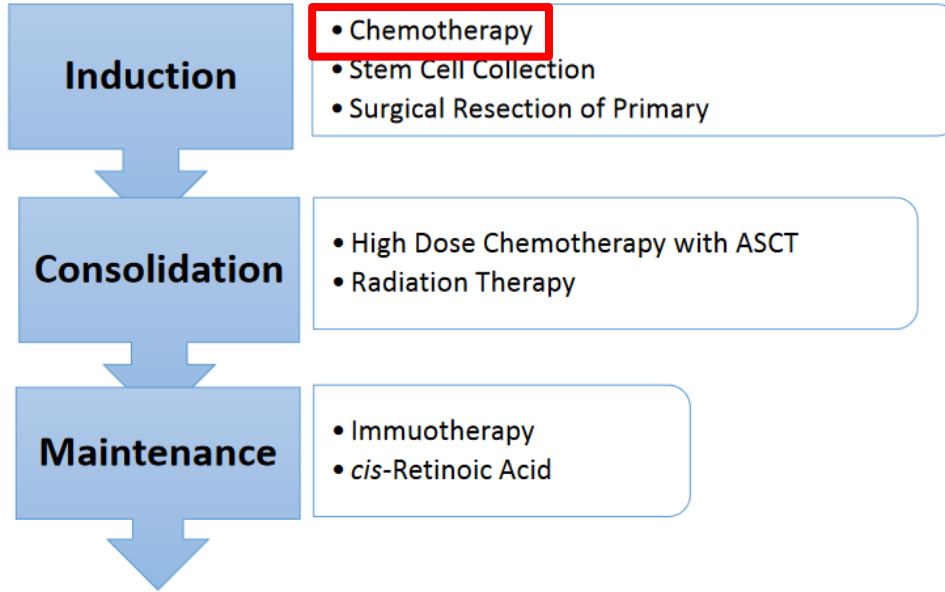 Induction
• Chemotherapy
• Stem Cell Collection
• Surgical Resection of Primary
Consolidation
• High Dose Chemotherapy with ASCT
• Radiation Therapy
Maintenance
• Immuotherapy
• cis-Retinoic Acid